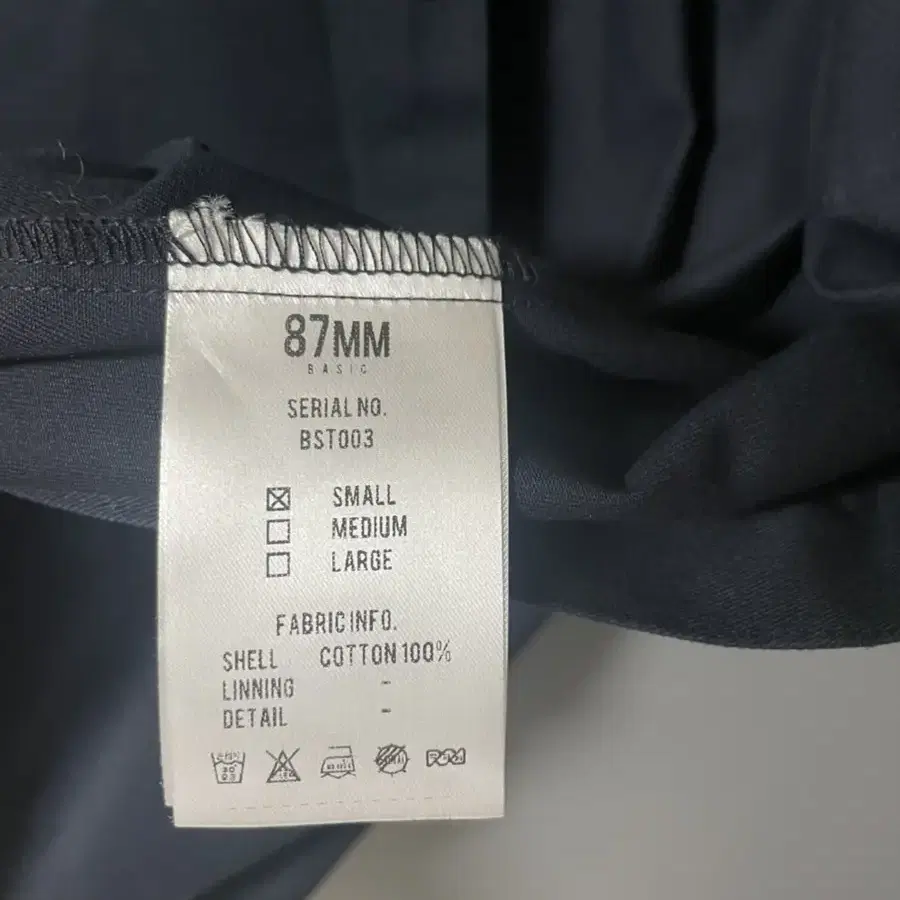 87MM
BASIC
SERIAL NO.
BST003
☒ SMALL
☐ MEDIUM
☐ LARGE
FABRIC INFO.
SHELL COTTON 100%
LINNING -
DETAIL -